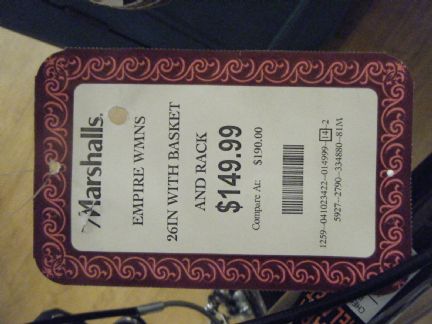 Marshalls.
EMPIRE WMNS
26IN WITH BASKET
AND RACK
$149.99
Compare At: $190.00
1259-041023422-014999-14-2
5927-2790-334880-81M